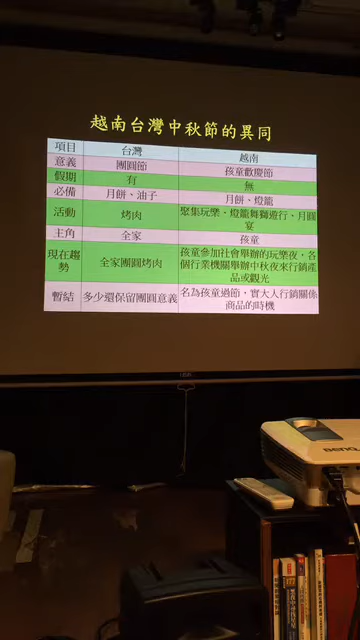 越南台灣中秋節的異同
項目 台灣 越南
意義 團圓節 孩童歡慶節
假期 有 無
必備 月餅、油子 月餅、燈籠
活動 烤肉 聚集玩樂、燈籠舞獅遊行、月圓
宴
主角 全家 孩童
現在趨
勢 全家團圓烤肉 孩童參加社會舉辦的玩樂夜，各
個行業機關舉辦中秋夜來行銷產
品或觀光
暫結 多少還保留團圓意義 名為孩童過節，實大人行銷關係
商品的時機
BENQ